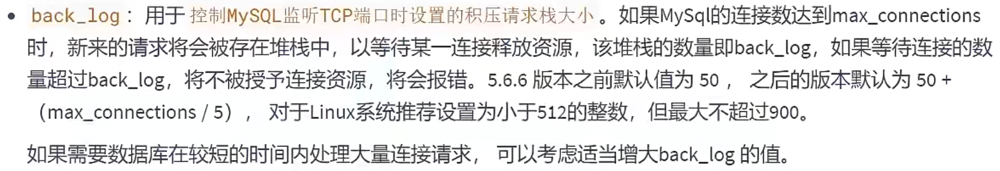 • back_log：用于 控制MySQL监听TCP端口时设置的积压请求栈大小 。如果MySql的连接数达到max_connections
时，新来的请求将会被存在堆栈中，以等待某一连接释放资源，该堆栈的数量即back_log，如果等待连接的数
量超过back_log，将不被授予连接资源，将会报错。5.6.6 版本之前默认值为 50 ， 之后的版本默认为 50 +
（max_connections / 5）， 对于Linux系统推荐设置为小于512的整数，但最大不超过900。
如果需要数据库在较短的时间内处理大量连接请求， 可以考虑适当增大back_log 的值。